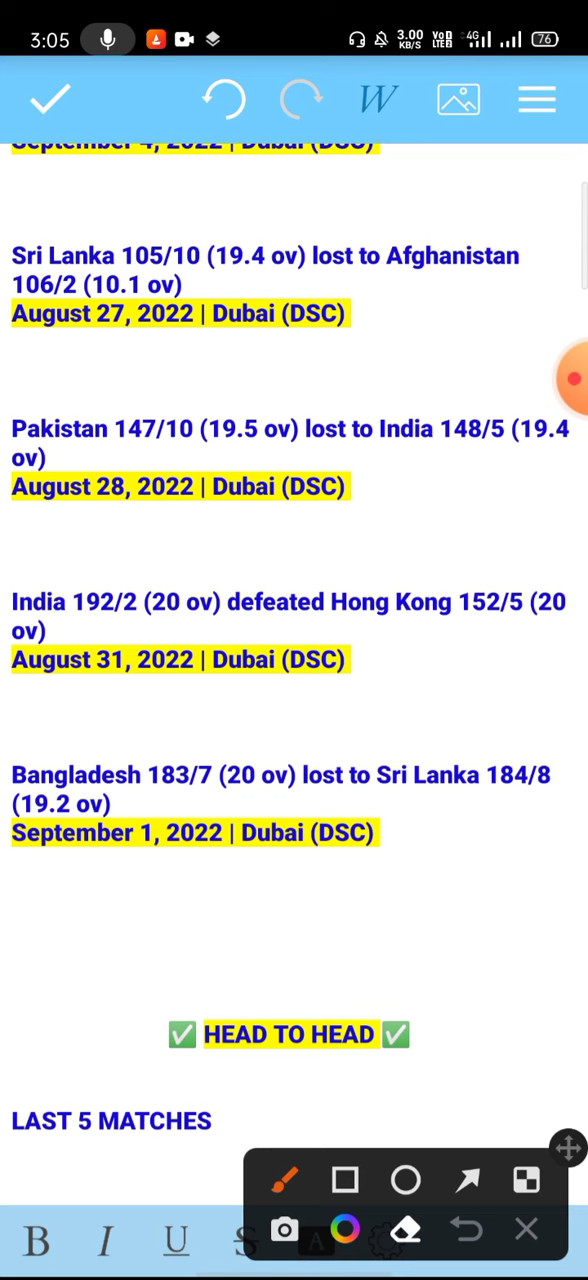 3:05
3.00
KB/S
VoD
LTE
4G
76
W
September 4, 2022 | Dubai (DSC)
Sri Lanka 105/10 (19.4 ov) lost to Afghanistan
106/2 (10.1 ov)
August 27, 2022 | Dubai (DSC)
Pakistan 147/10 (19.5 ov) lost to India 148/5 (19.4
ov)
August 28, 2022 | Dubai (DSC)
India 192/2 (20 ov) defeated Hong Kong 152/5 (20
ov)
August 31, 2022 | Dubai (DSC)
Bangladesh 183/7 (20 ov) lost to Sri Lanka 184/8
(19.2 ov)
September 1, 2022 | Dubai (DSC)
✅ HEAD TO HEAD ✅
LAST 5 MATCHES
B I U S A